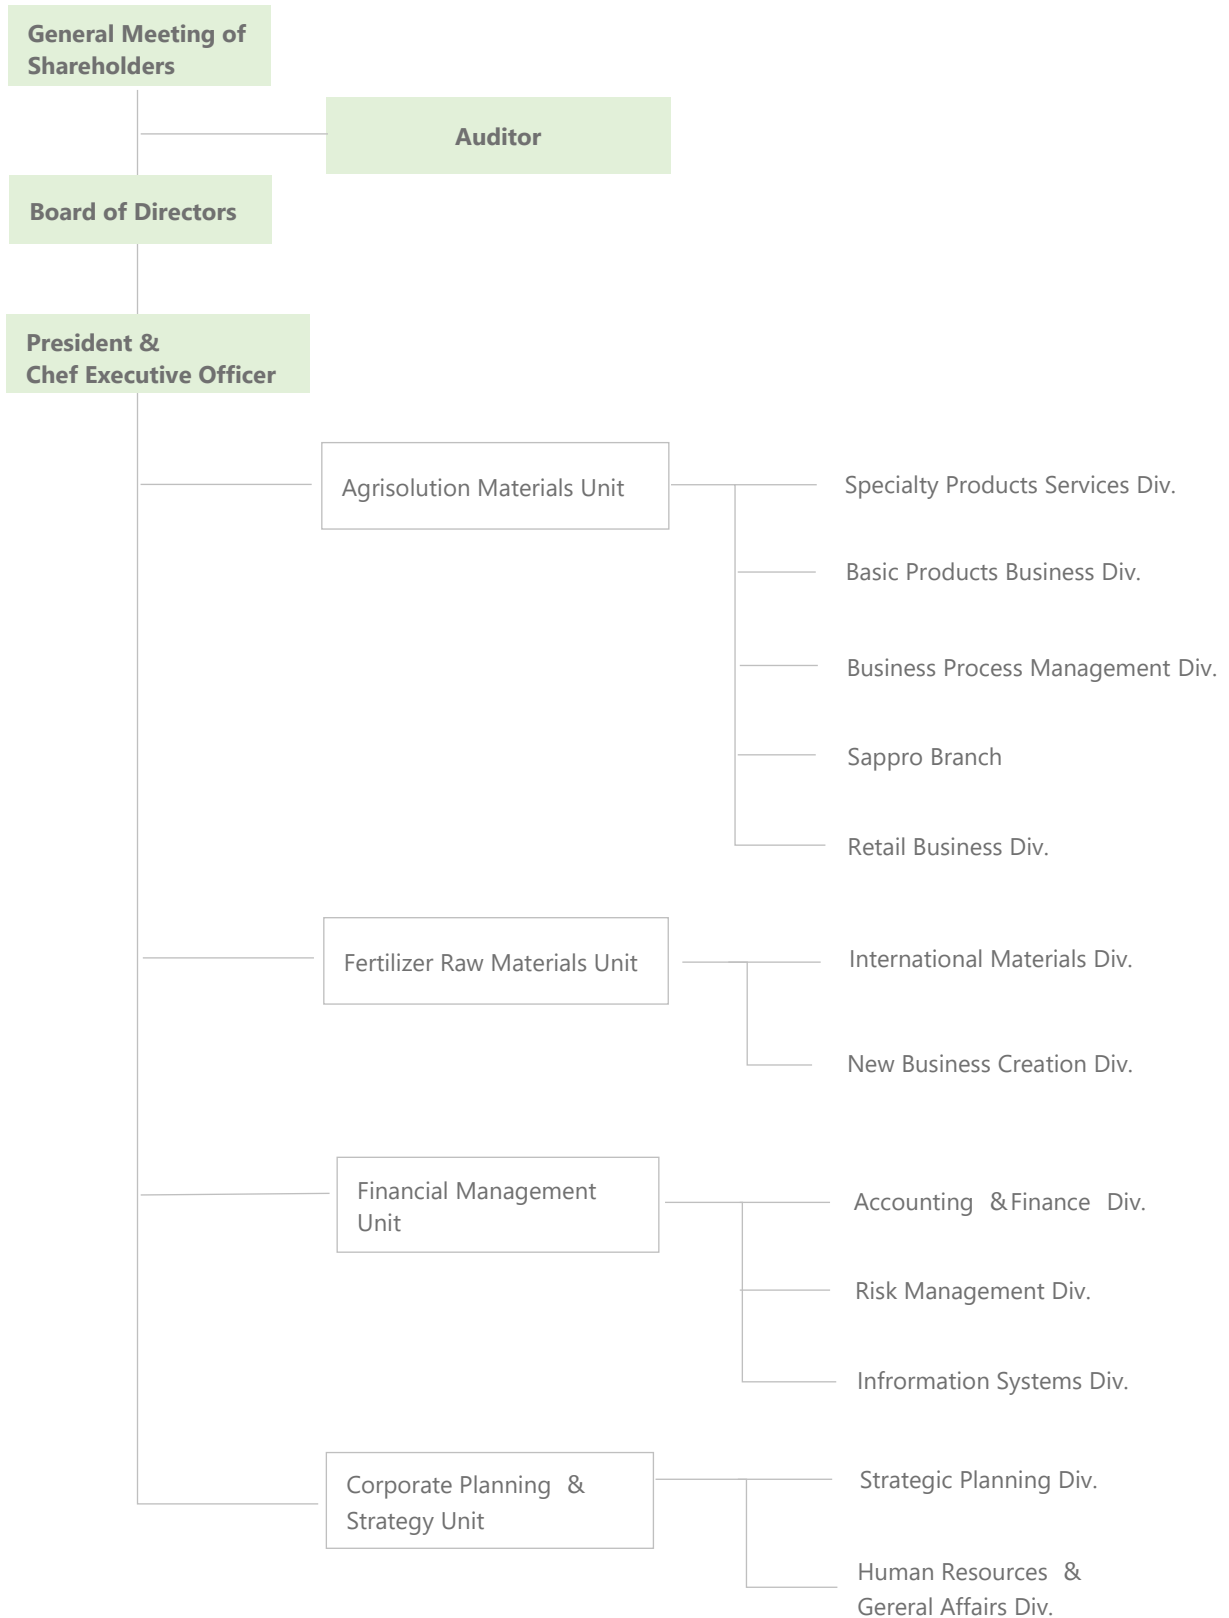 General Meeting of
Shareholders
Auditor
Board of Directors
President &
Chef Executive Officer
Agrisolution Materials Unit
Specialty Products Services Div.
Basic Products Business Div.
Business Process Management Div.
Sappro Branch
Retail Business Div.
Fertilizer Raw Materials Unit
International Materials Div.
New Business Creation Div.
Financial Management
Unit
Accounting & Finance Div.
Risk Management Div.
Infrormation Systems Div.
Corporate Planning &
Strategy Unit
Strategic Planning Div.
Human Resources &
Gereral Affairs Div.